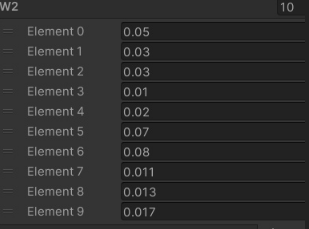 W2 10
Element 0 0.05
Element 1 0.03
Element 2 0.03
Element 3 0.01
Element 4 0.02
Element 5 0.07
Element 6 0.08
Element 7 0.011
Element 8 0.013
Element 9 0.017